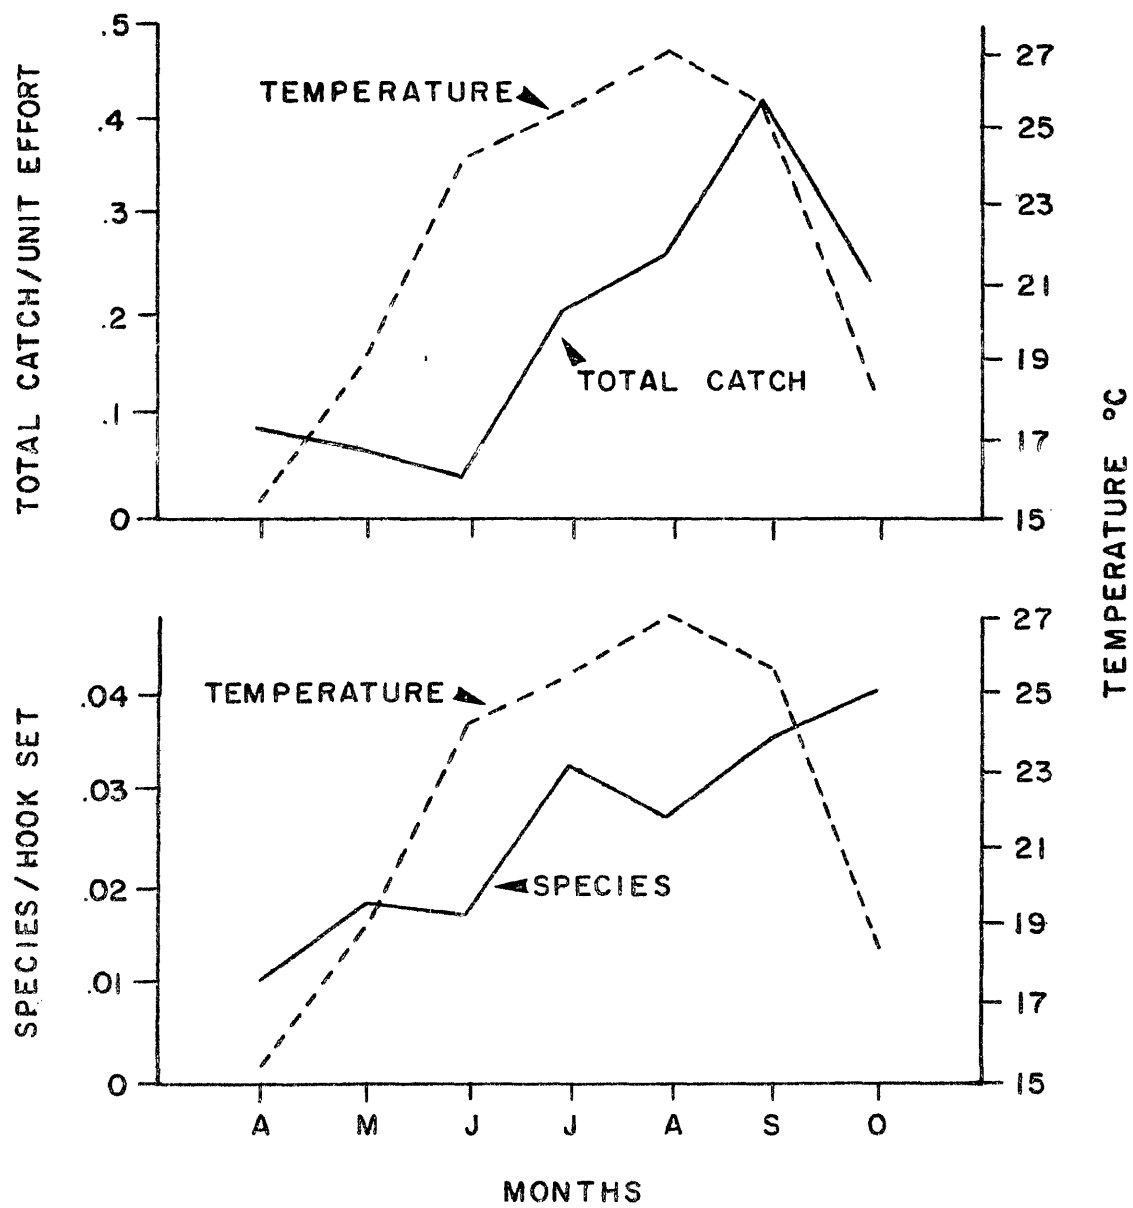 TOTAL CATCH/UNIT EFFORT
.5
.4
.3
.2
.1
0
TEMPERATURE
TOTAL CATCH
27
25
23
21
19
17
15
TEMPERATURE °C
SPECIES/HOOK SET
.04
.03
.02
.01
0
TEMPERATURE
SPECIES
27
25
23
21
19
17
15
A M J J A S O
MONTHS